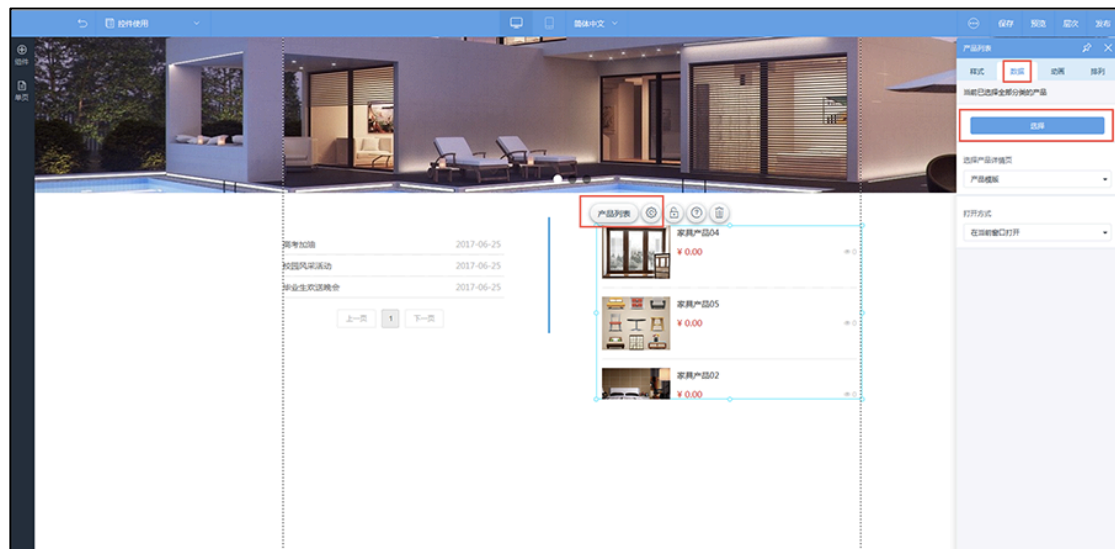 控件使用
简体中文
保存
预览
层次
发布
组件
单页
产品列表
样式
数据
动画
排列
当前已选择全部分类的产品
选择
选择产品详情页
产品模板
打开方式
在当前窗口打开
产品列表
高考加油 2017-06-25
校园风采活动 2017-06-25
毕业生欢送晚会 2017-06-25
上一页 1 下一页
家具产品04
¥ 0.00
0
家具产品05
¥ 0.00
0
家具产品02
¥ 0.00
0